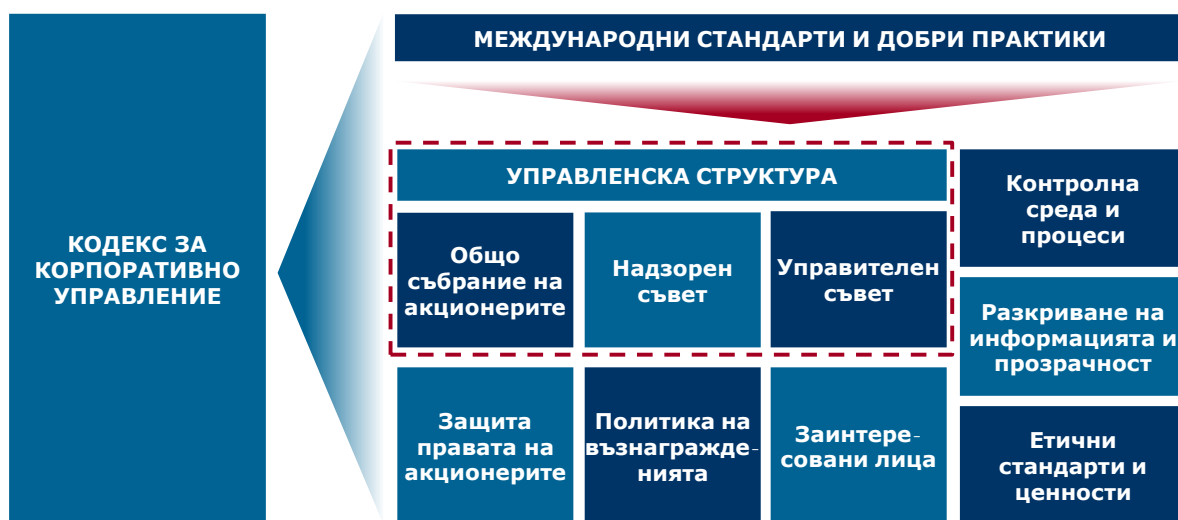 КОДЕКС ЗА
КОРПОРАТИВНО
УПРАВЛЕНИЕ
МЕЖДУНАРОДНИ СТАНДАРТИ И ДОБРИ ПРАКТИКИ
УПРАВЛЕНСКА СТРУКТУРА
Общо
събрание на
акционерите
Надзорен
съвет
Управителен
съвет
Контролна
среда и
процеси
Разкриване на
информацията и
прозрачност
Защита
правата на
акционерите
Политика на
възнагражде-
нията
Заинтере-
совани лица
Етични
стандарти и
ценности